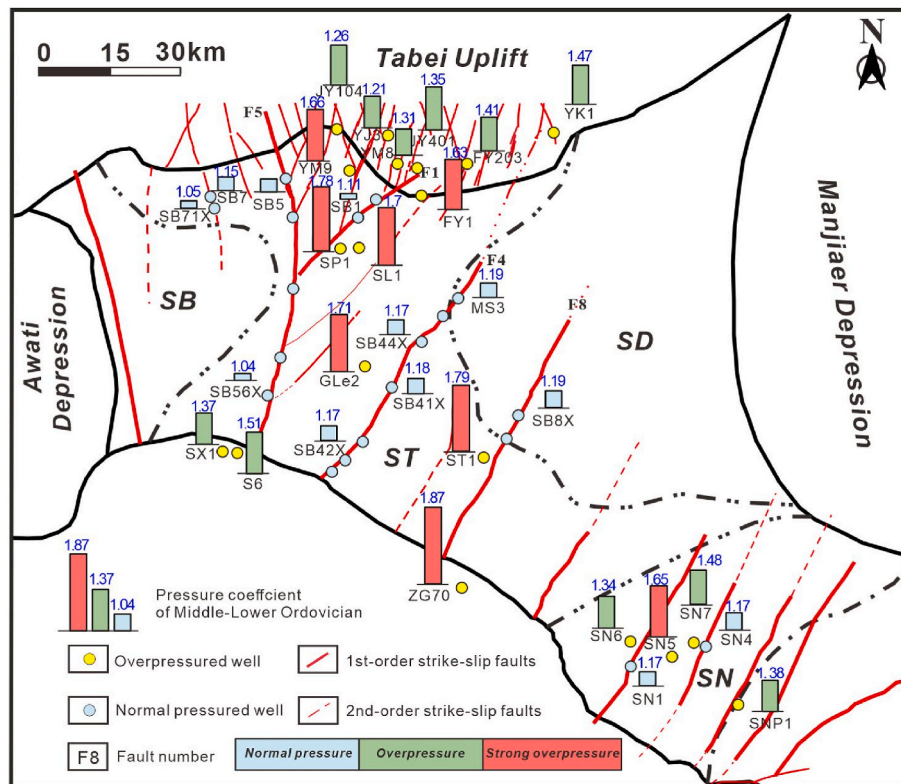 0 15 30km
N
Tabei Uplift
1.26
JY104
1.47
YK1
1.21
YJ3
1.35
JY401
1.41
FY203
F5
1.66
YM9
1.31
YM8
F1
1.63
FY1
1.15
SB7
SB5
1.05
SB71X
1.78
SP1
1.11
SB1
1.7
SL1
F4
1.19
MS3
F8
SB
SD
Awati
Depression
Manjiaer Depression
1.71
GLe2
1.17
SB44X
1.04
SB56X
1.18
SB41X
1.79
ST1
1.19
SB8X
1.37
SX1
1.51
S6
1.17
SB42X
ST
1.87
ZG70
1.34
SN6
1.65
SN5
1.48
SN7
1.17
SN4
1.17
SN1
SN
1.38
SNP1
1.87
1.37
1.04
Pressure coeffcient
of Middle-Lower Ordovician
Overpressured well
1st-order strike-slip faults
Normal pressured well
2nd-order strike-slip faults
F8 Fault number
Normal pressure Overpressure Strong overpressure